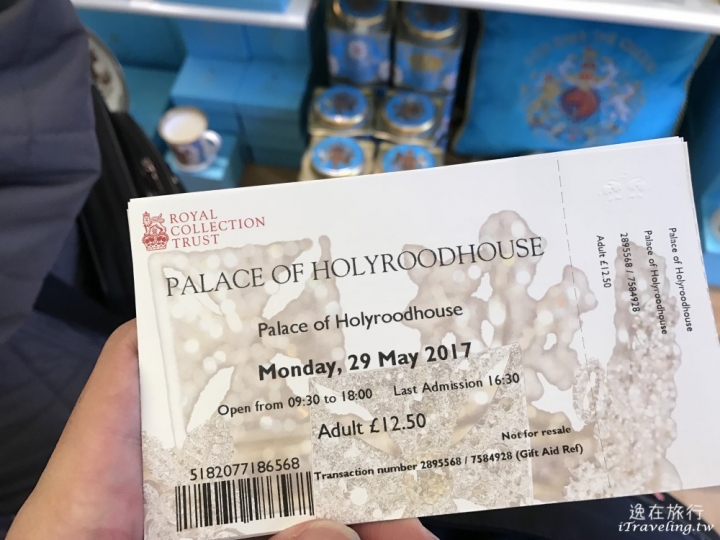 ROYAL
COLLECTION
TRUST
PALACE OF HOLYROODHOUSE
Palace of Holyroodhouse
Monday, 29 May 2017
Open from 09:30 to 18:00 Last Admission 16:30
Adult £12.50
Not for resale
5182077186568
Transaction number 2895568 / 7584928 (Gift Aid Ref)
Palace of Holyroodhouse
Palace of Holyroodhouse
2895568 / 7584928
Adult £12.50
逸在旅行
iTraveling.tw